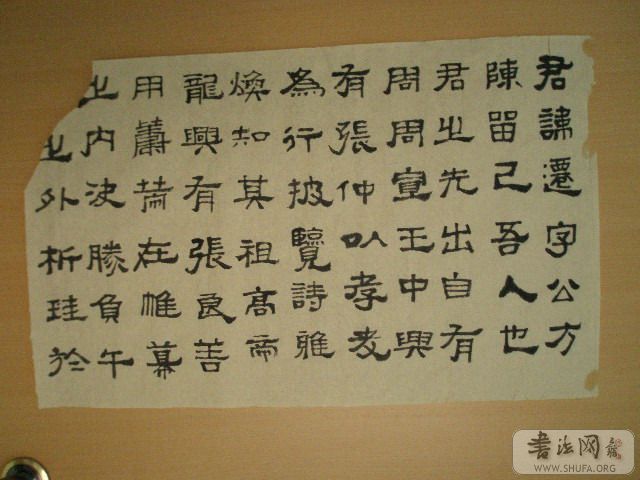 君諱遷字公方
陳留己吾人也
君之先出自有
周周宣王中興
有張仲以孝友
為行披覽詩雅
煥知其祖高帝
龍興有張良善
用籌策在帷幕
之内決勝負千
之外析珪於
書法网
WWW.SHUFA.ORG